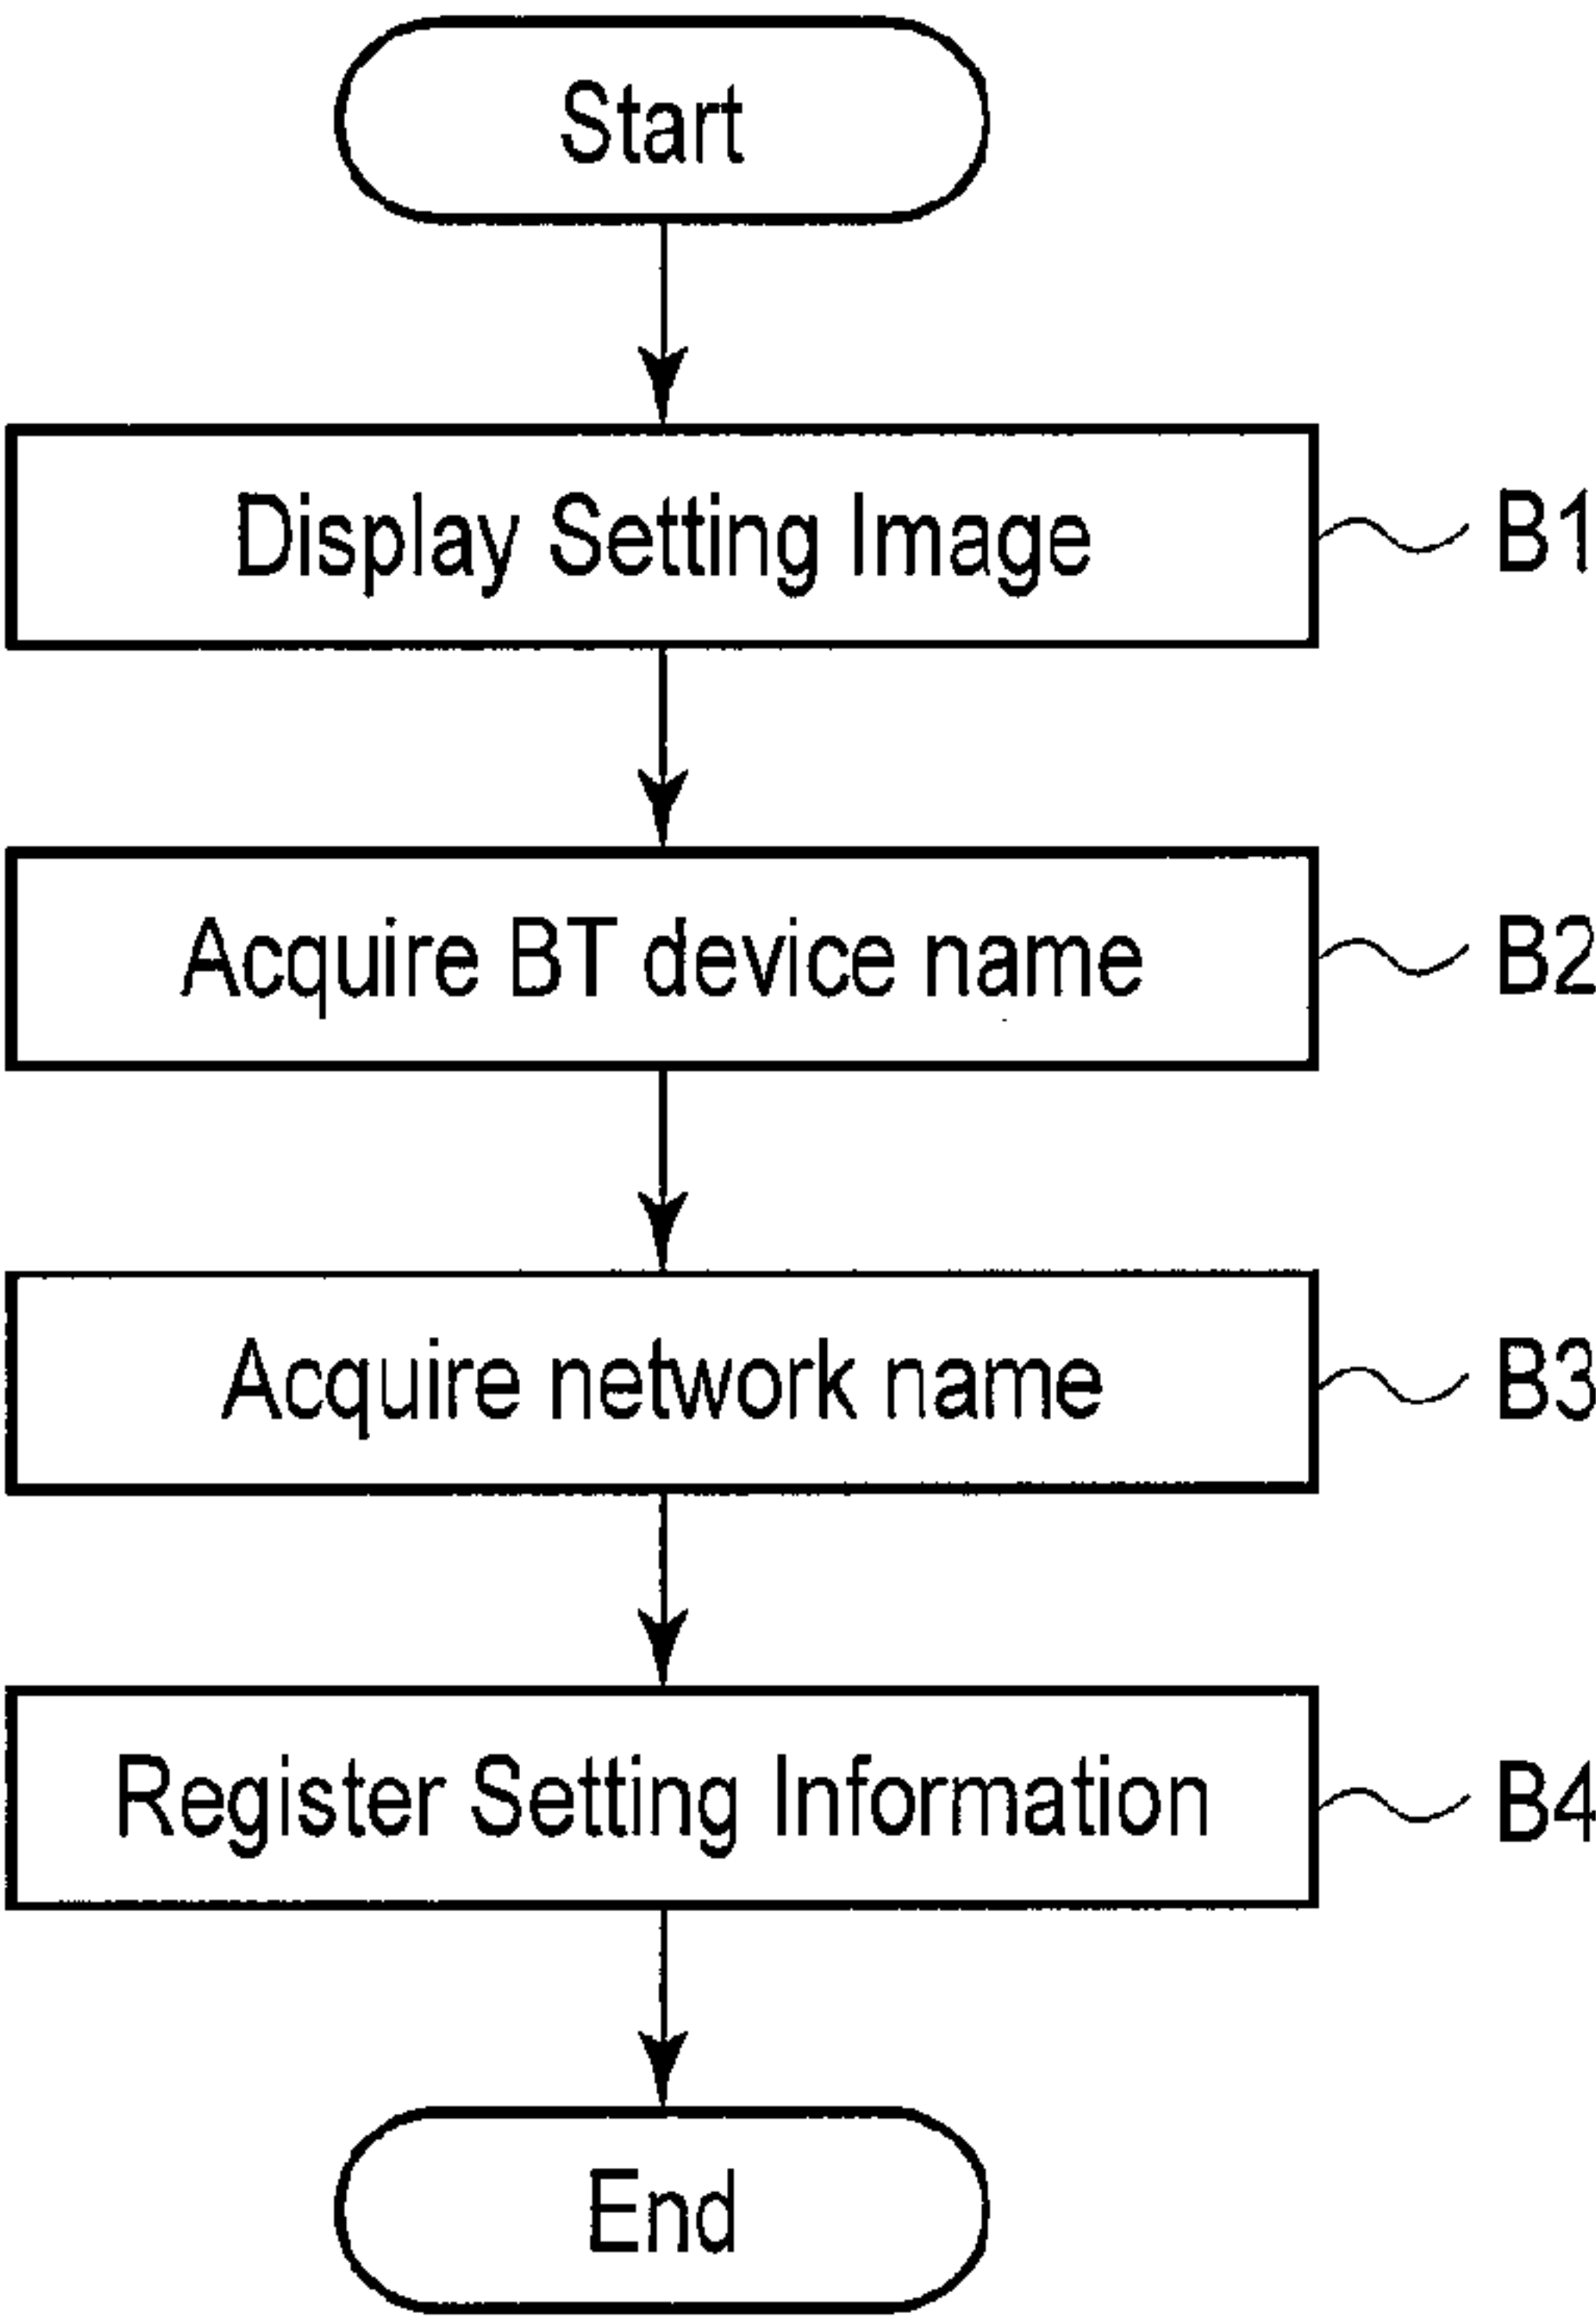 Start
Display Setting Image B1
Acquire BT device name B2
Acquire network name B3
Register Setting Information B4
End